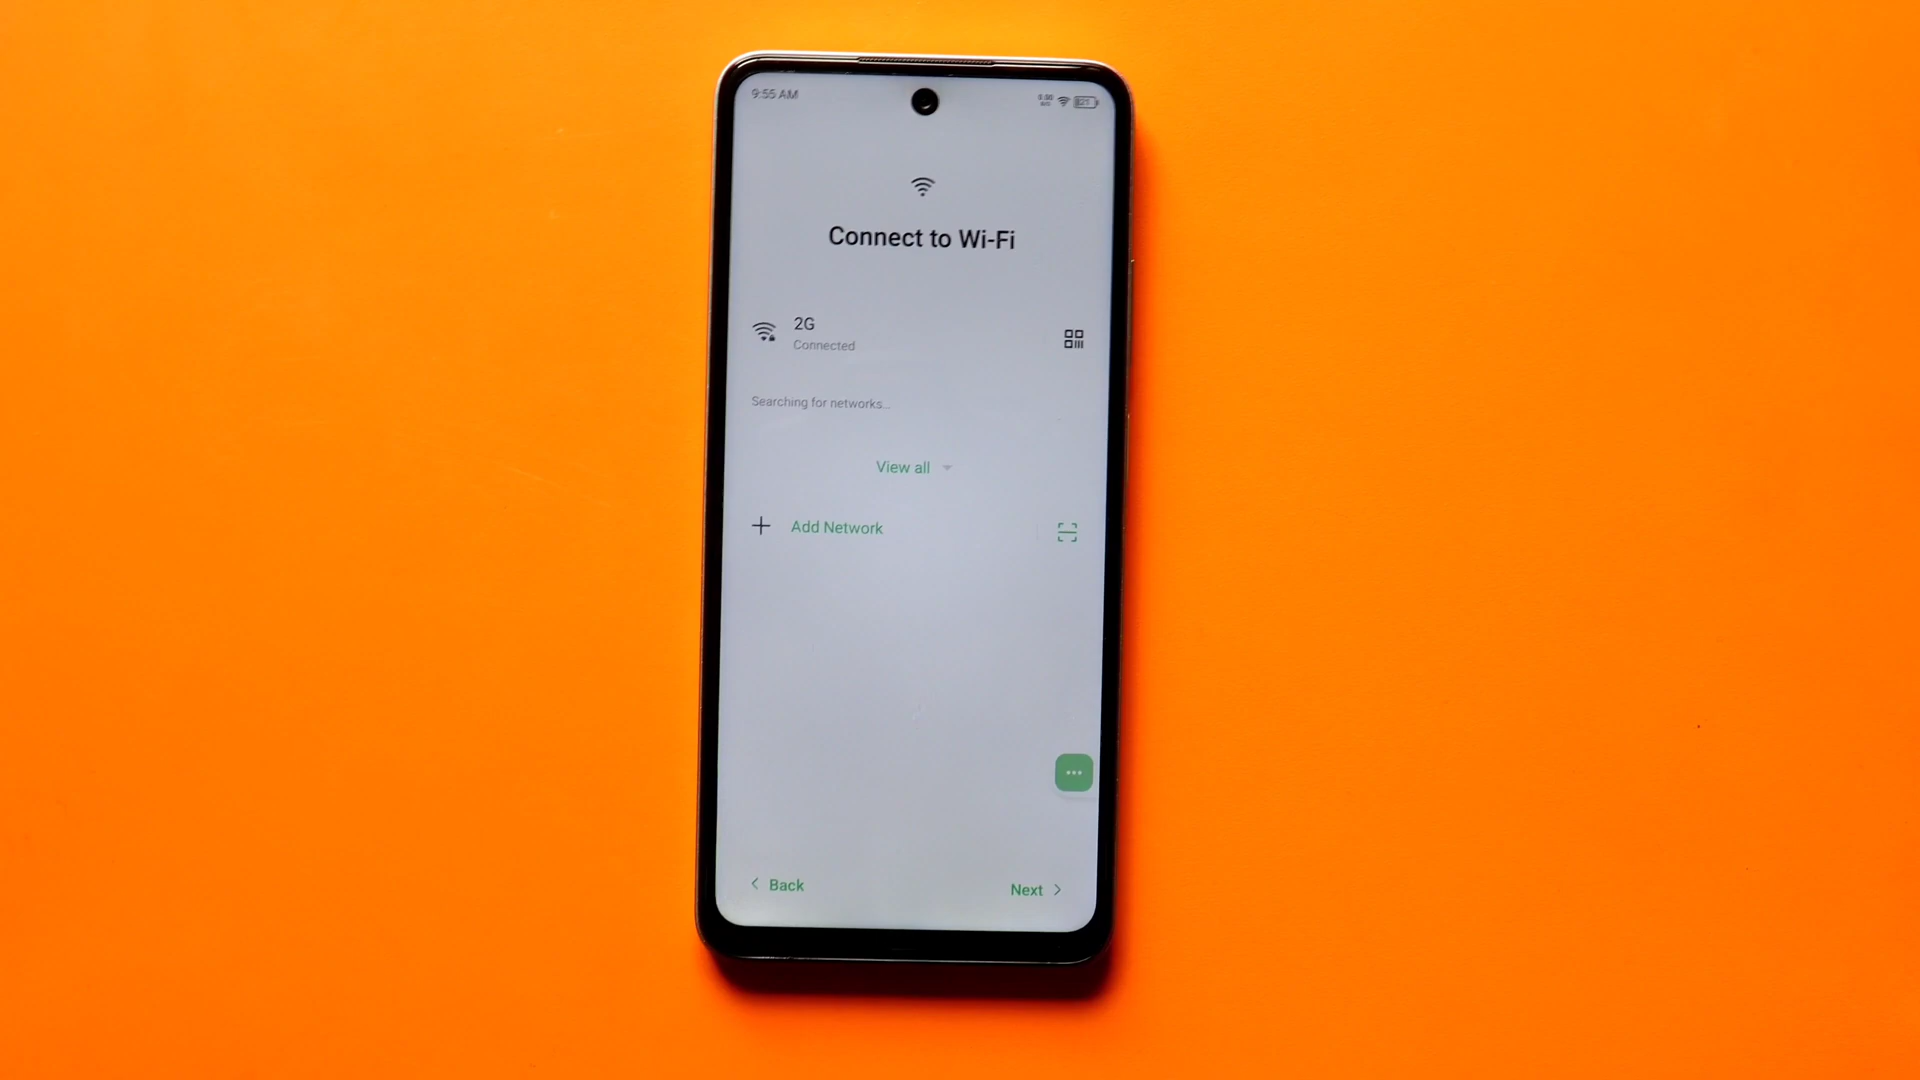 9:55 AM
Connect to Wi-Fi
2G
Connected
Searching for networks...
View all
Add Network
Back
Next